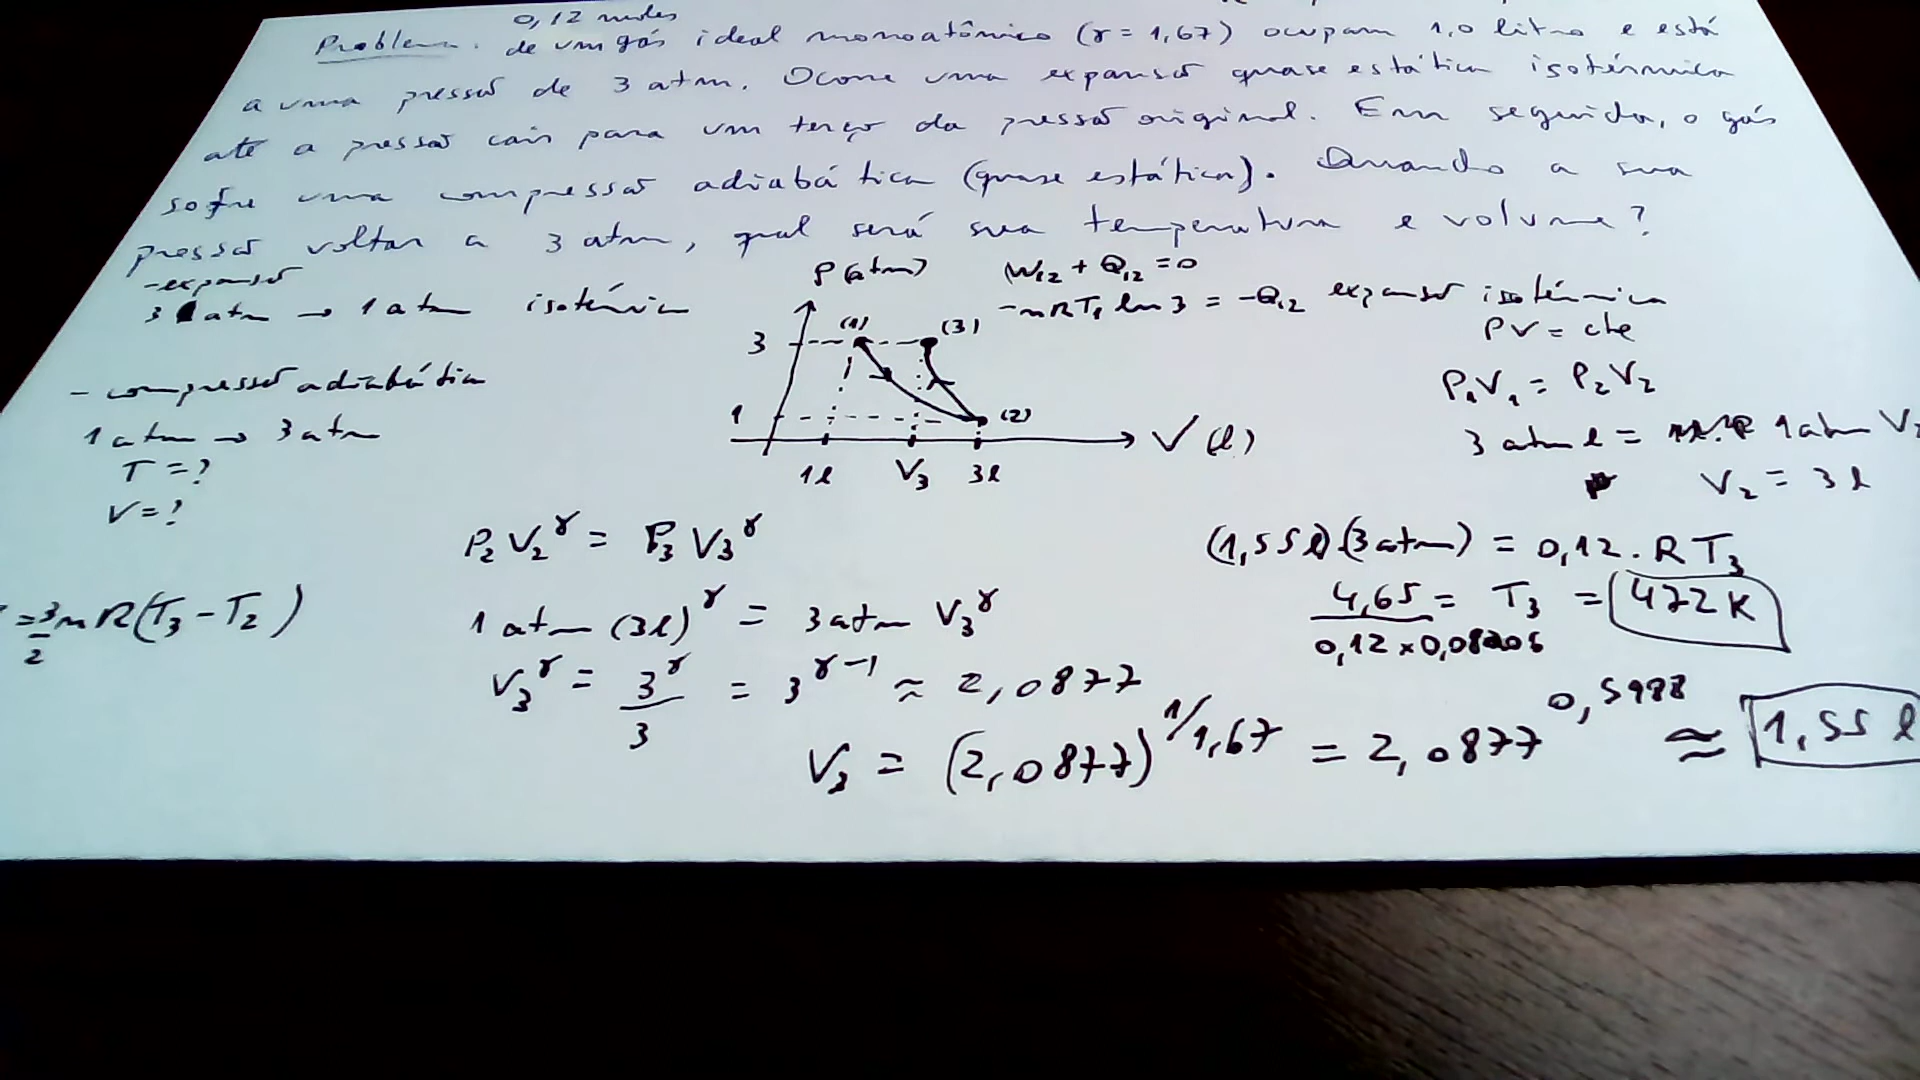 0,12 moles
Problema. de um gás ideal monoatômico (γ = 1,67) ocupam 1,0 litro e está
a uma pressão de 3 atm. Ocorre uma expansão quase estática isotérmica
até a pressão cair para um terço da pressão original. Em seguida, o gás
sofre uma compressão adiabática (quase estática). Quando a sua
pressão voltar a 3 atm, qual será sua temperatura e volume?
- expansão
3 atm → 1 atm isotérmica
- compressão adiabática
1 atm → 3 atm
T = ?
V = ?
P(atm)
3
1
(1)
(3)
(2)
1l V₃ 3l
V(l)
W₁₂ + Q₁₂ = 0
-nRT₁ ln 3 = -Q₁₂ expansão isotérmica
PV = cte
P₁V₁ = P₂V₂
3 atm l = 1 atm V₂
V₂ = 3 l
P₂ V₂^γ = P₃ V₃^γ
1 atm (3l)^γ = 3 atm V₃^γ
V₃^γ = 3^γ/3 = 3^γ-1 ≈ 2,0877
V₃ = (2,0877)^1/1,67 = 2,0877^0,5988 ≈ 1,55 l
(1,55 l).(3 atm) = 0,12 . R T₃
4,65/0,12 x 0,08206 = T₃ = 472 K
= 3/2 nR(T₃ - T₂)